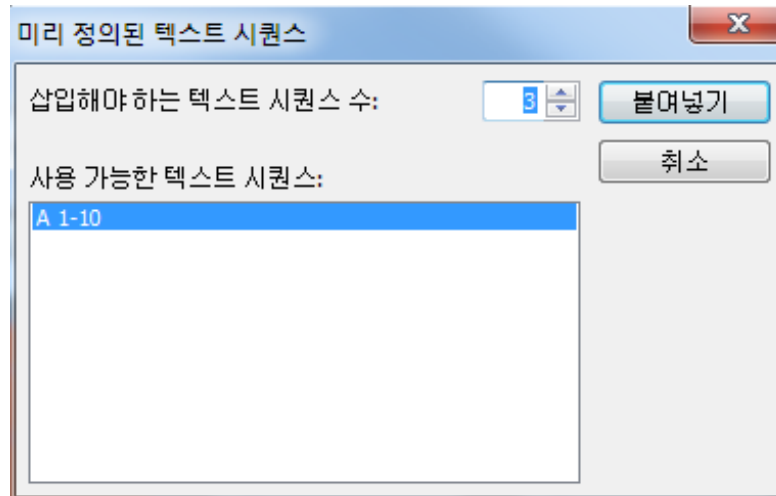 미리 정의된 텍스트 시퀀스
삽입해야 하는 텍스트 시퀀스 수: 3
붙여넣기
취소
사용 가능한 텍스트 시퀀스:
A 1-10